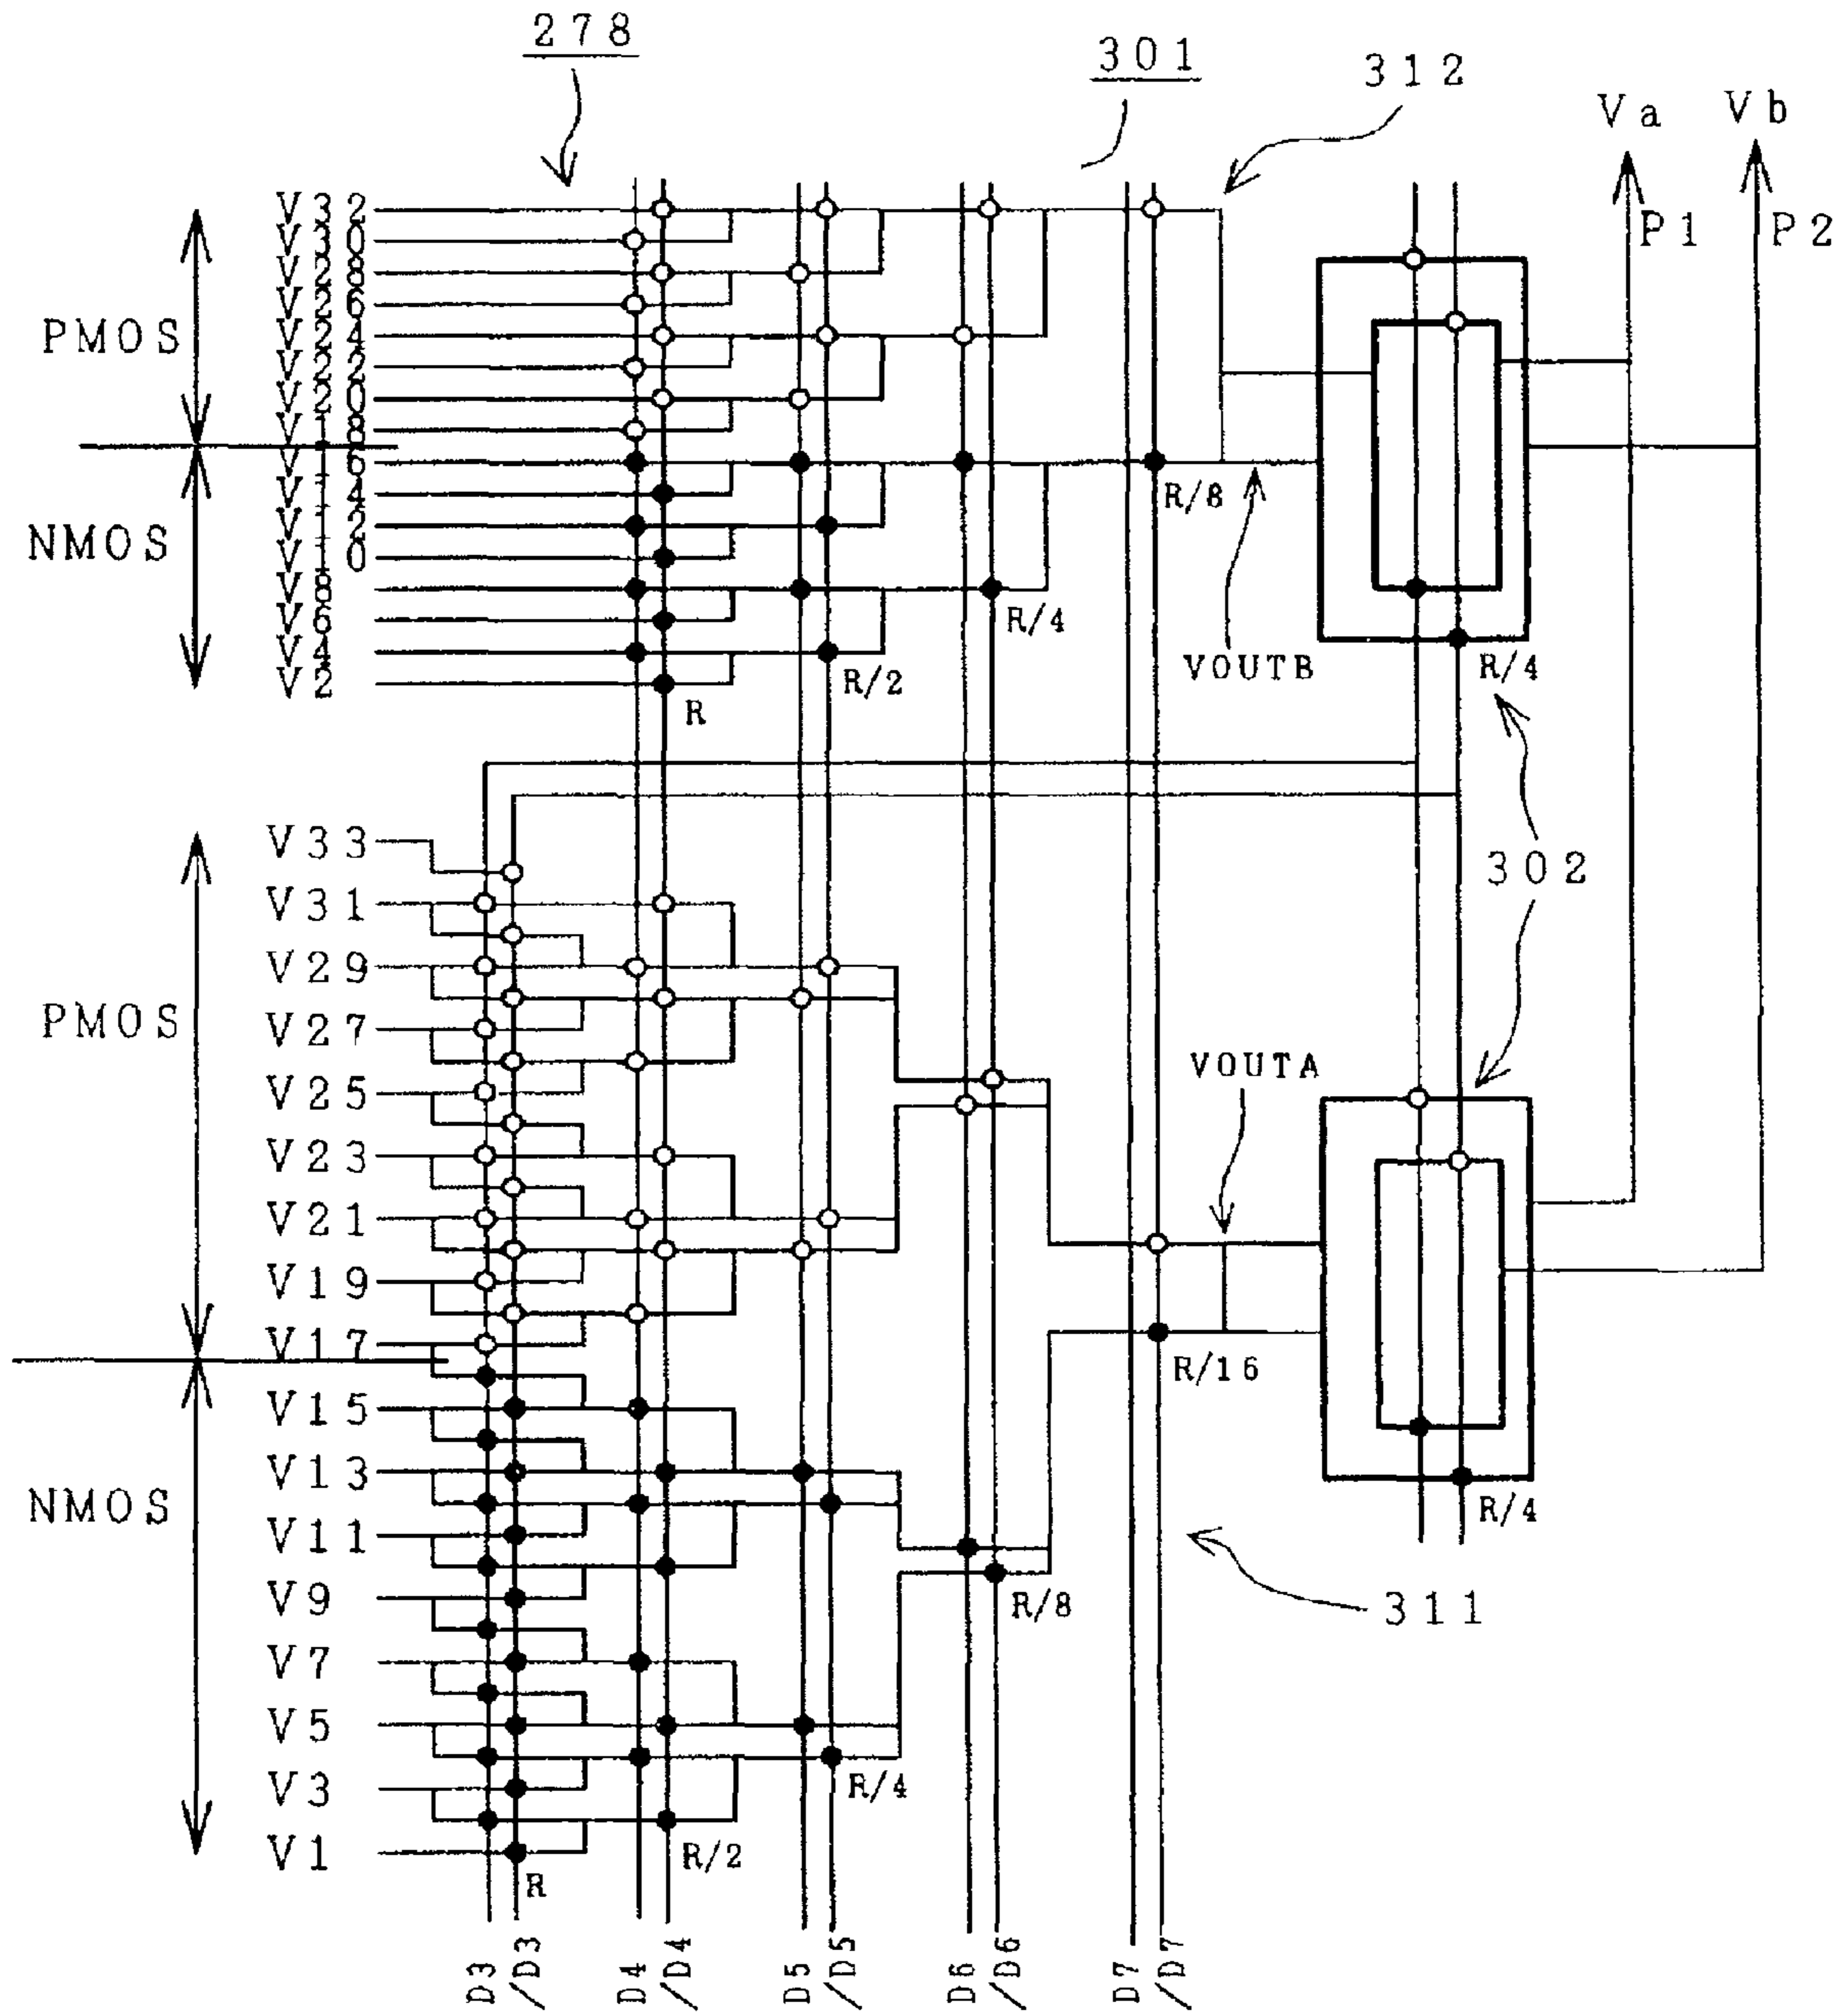 278
301
312
Va
Vb
P1
P2
V32
V30
V28
V26
V24
V22
V20
V18
V16
V14
V12
V10
V8
V6
V4
V2
PMOS
NMOS
R/8
R/4
R/2
R
VOUTB
R/4
302
V33
V31
V29
V27
V25
V23
V21
V19
V17
V15
V13
V11
V9
V7
V5
V3
V1
PMOS
NMOS
VOUTA
R/16
R/4
R/8
311
R/4
R/2
R
D3
/D3
D4
/D4
D5
/D5
D6
/D6
D7
/D7